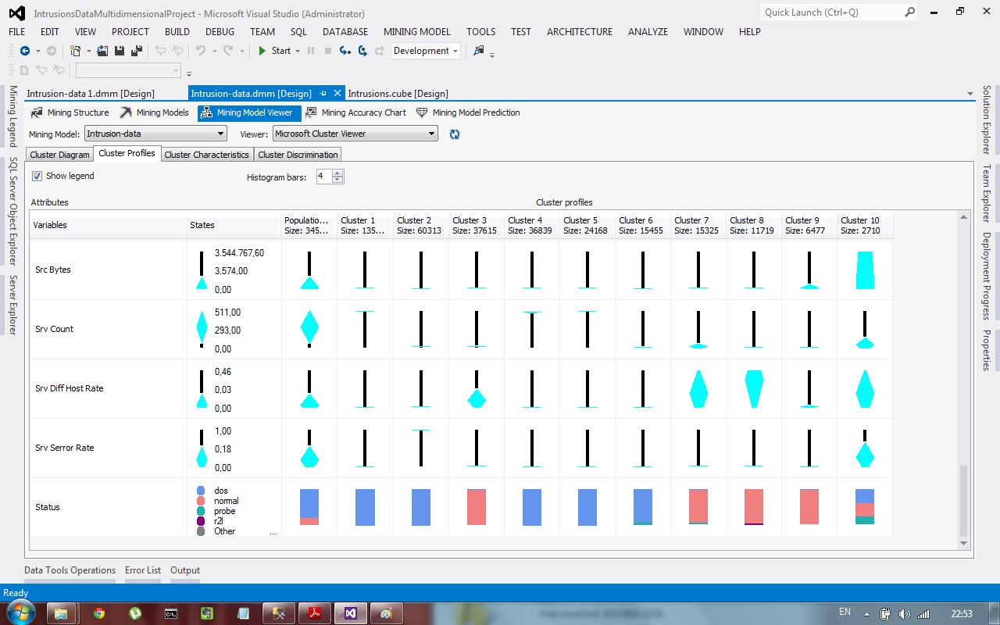 IntrusionsDataMultidimensionalProject - Microsoft Visual Studio (Administrator)
Quick Launch (Ctrl+Q)
FILE EDIT VIEW PROJECT BUILD DEBUG TEAM SQL DATABASE MINING MODEL TOOLS TEST ARCHITECTURE ANALYZE WINDOW HELP
Start Development
Intrusion-data 1.dmm [Design] Intrusion-data.dmm [Design] Intrusions.cube [Design]
Mining Structure Mining Models Mining Model Viewer Mining Accuracy Chart Mining Model Prediction
Mining Model: Intrusion-data Viewer: Microsoft Cluster Viewer
Cluster Diagram Cluster Profiles Cluster Characteristics Cluster Discrimination
Show legend Histogram bars: 4
Attributes Cluster profiles
Variables States
Populatio... Cluster 1 Cluster 2 Cluster 3 Cluster 4 Cluster 5 Cluster 6 Cluster 7 Cluster 8 Cluster 9 Cluster 10
Size: 345... Size: 135... Size: 60313 Size: 37615 Size: 36839 Size: 24168 Size: 15455 Size: 15325 Size: 11719 Size: 6477 Size: 2710
Src Bytes
3.544.767,60
3.574,00
0,00
Srv Count
511,00
293,00
0,00
Srv Diff Host Rate
0,46
0,03
0,00
Srv Serror Rate
1,00
0,18
0,00
Status
dos
normal
probe
r2l
Other ...
Mining Legend
SQL Server Object Explorer
Server Explorer
Solution Explorer
Team Explorer
Deployment Progress
Properties
Data Tools Operations Error List Output
Ready
EN 22:53